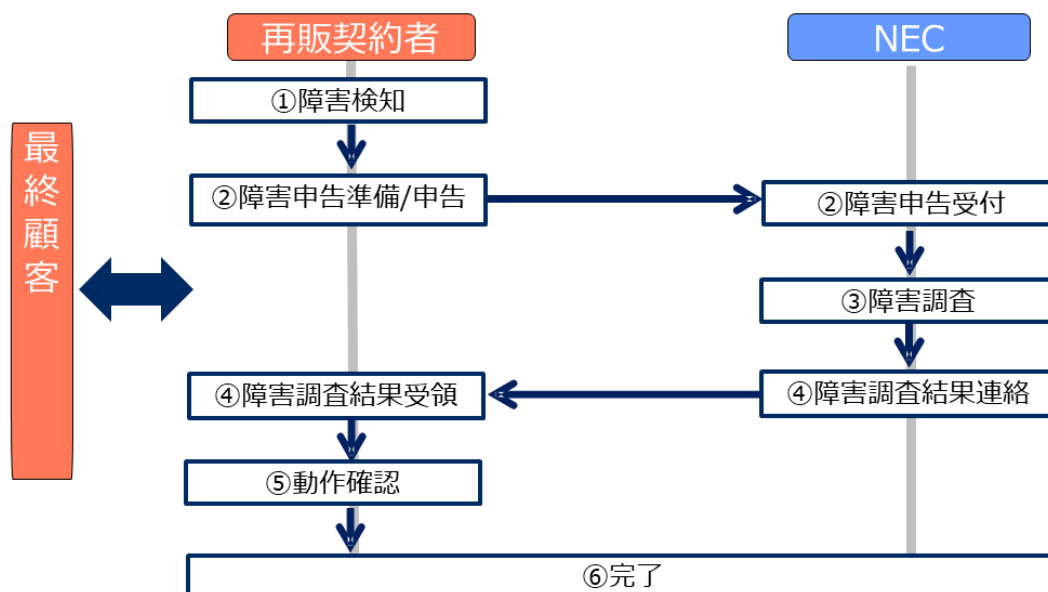 再販契約者
NEC
①障害検知
最終顧客
②障害申告準備/申告
②障害申告受付
③障害調査
④障害調査結果受領
④障害調査結果連絡
⑤動作確認
⑥完了